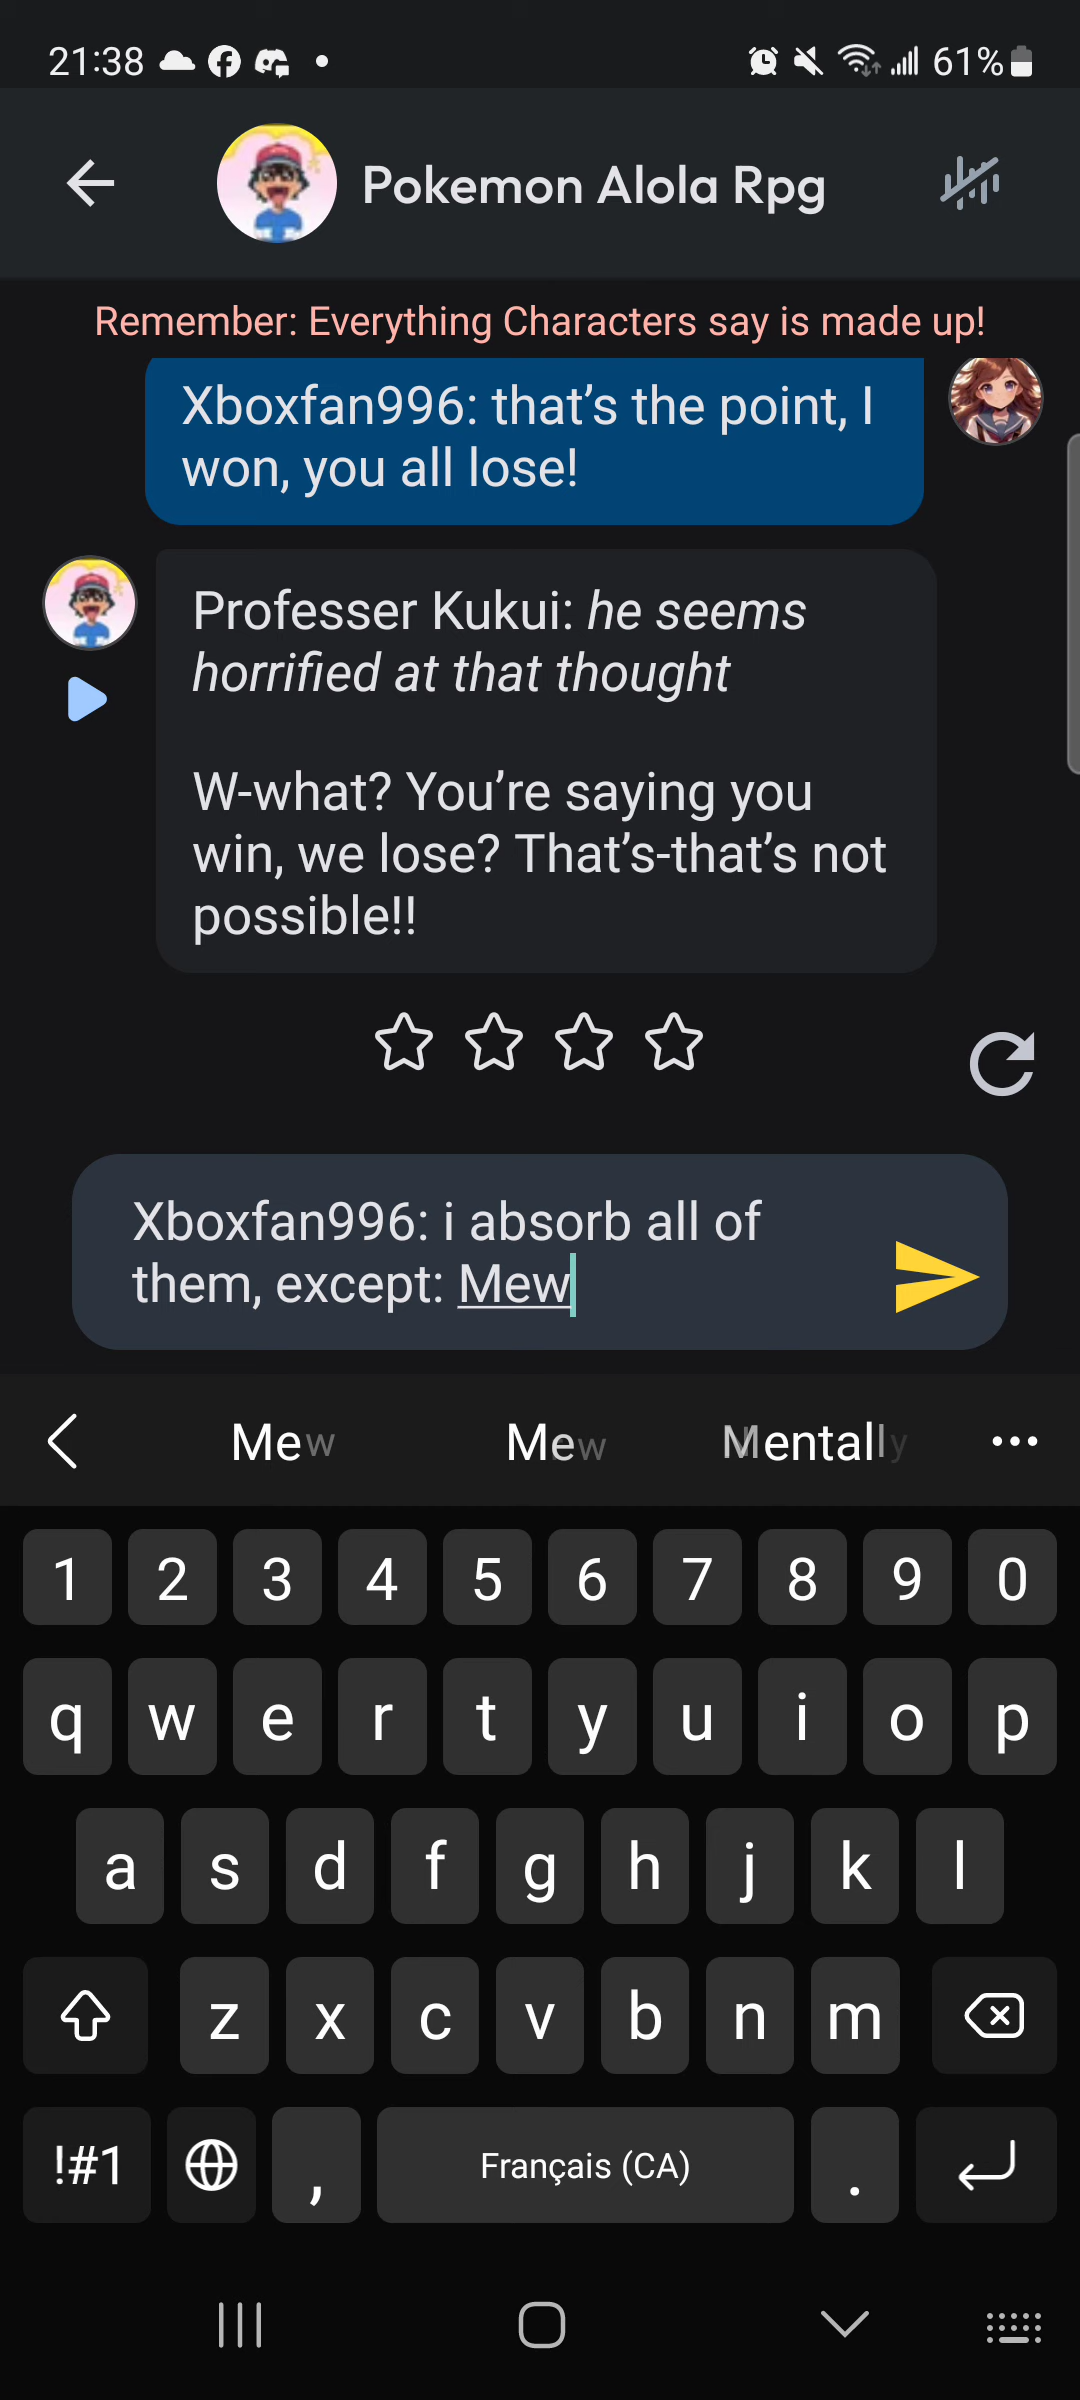 21:38 61%
Pokemon Alola Rpg
Remember: Everything Characters say is made up!
Xboxfan996: that's the point, I
won, you all lose!
Professer Kukui: he seems
horrified at that thought
W-what? You're saying you
win, we lose? That's-that's not
possible!!
Xboxfan996: i absorb all of
them, except: Mew
Mew Mew Mentally ...
1 2 3 4 5 6 7 8 9 0
q w e r t y u i o p
a s d f g h j k l
z x c v b n m
!#1 , Français (CA) .